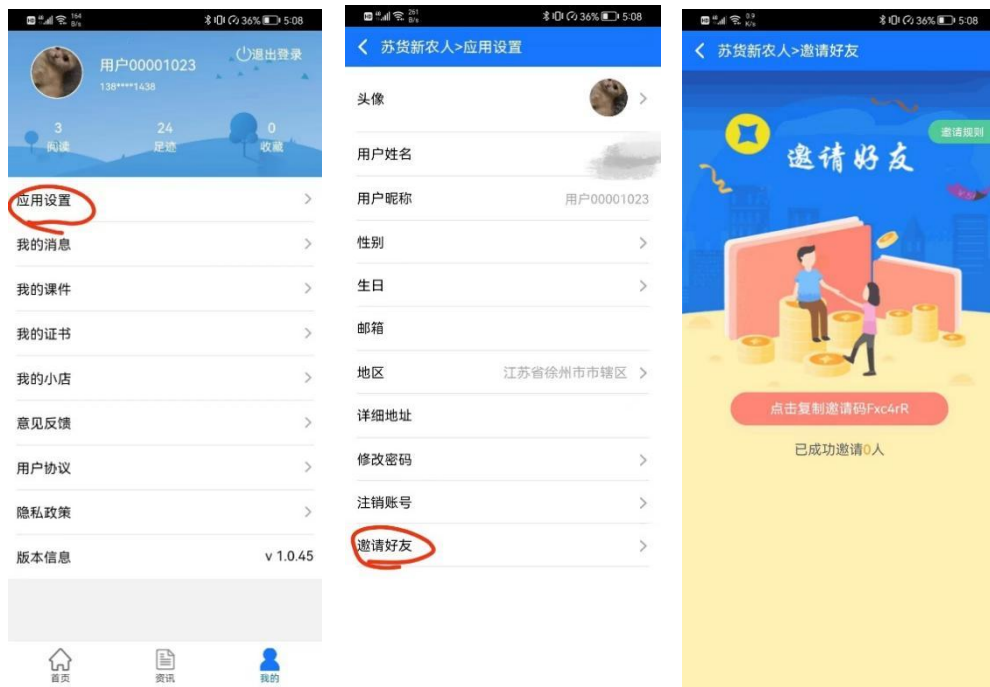 164
B/s
36%
5:08
用户00001023
138****1438
退出登录
3
阅读
24
足迹
0
收藏
应用设置
我的消息
我的课件
我的证书
我的小店
意见反馈
用户协议
隐私政策
版本信息 v 1.0.45
首页
资讯
我的
261
B/s
36%
5:08
苏货新农人>应用设置
头像
用户姓名
用户昵称 用户00001023
性别
生日
邮箱
地区 江苏省徐州市市辖区
详细地址
修改密码
注销账号
邀请好友
0.9
K/s
36%
5:08
苏货新农人>邀请好友
邀请规则
邀请好友
点击复制邀请码Fxc4rR
已成功邀请0人